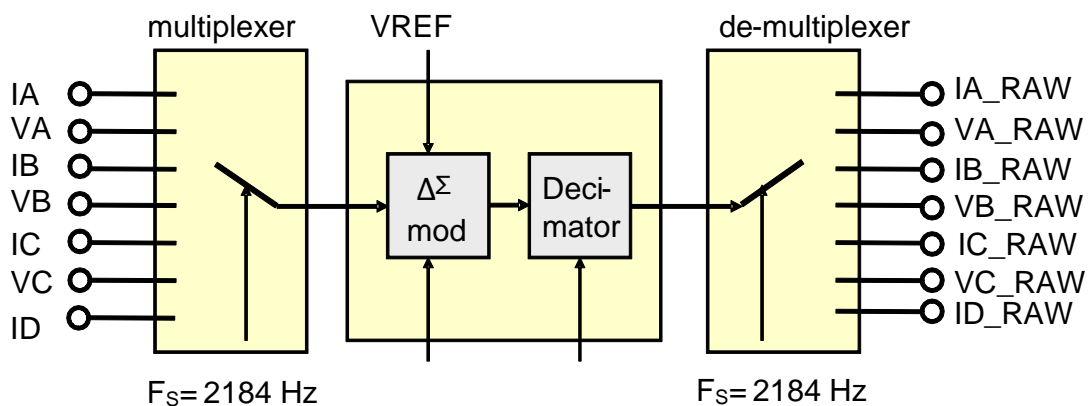 multiplexer
VREF
de-multiplexer
IA
VA
IB
VB
IC
VC
ID
ΔΣ
mod
Deci-
mator
IA_RAW
VA_RAW
IB_RAW
VB_RAW
IC_RAW
VC_RAW
ID_RAW
FS= 2184 Hz
FS= 2184 Hz